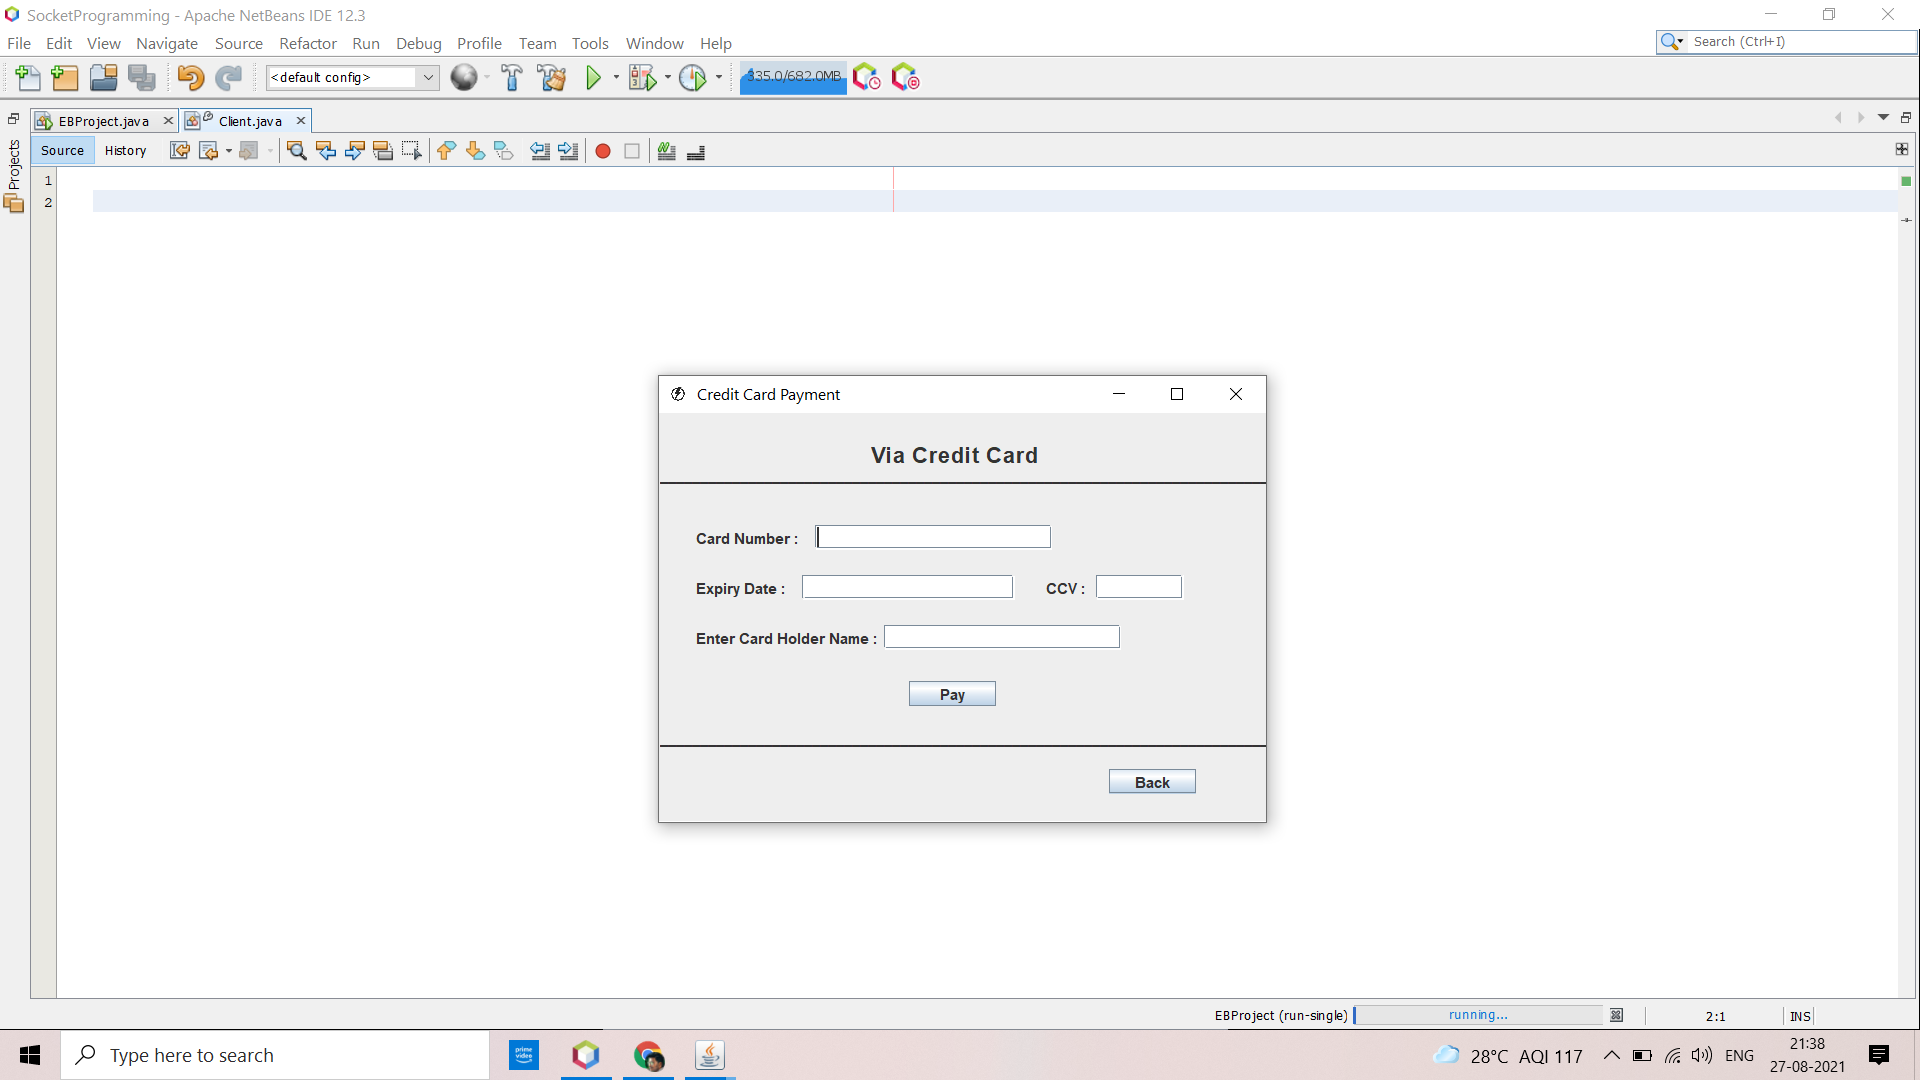 SocketProgramming - Apache NetBeans IDE 12.3
File Edit View Navigate Source Refactor Run Debug Profile Team Tools Window Help
Search (Ctrl+I)
<default config>
335.0/682.0MB
EBProject.java Client.java
Projects
Source History
1
2
Credit Card Payment
Via Credit Card
Card Number :
Expiry Date : CCV :
Enter Card Holder Name :
Pay
Back
EBProject (run-single) running... 2:1 INS
Type here to search
prime video
28°C AQI 117 ENG
21:38
27-08-2021